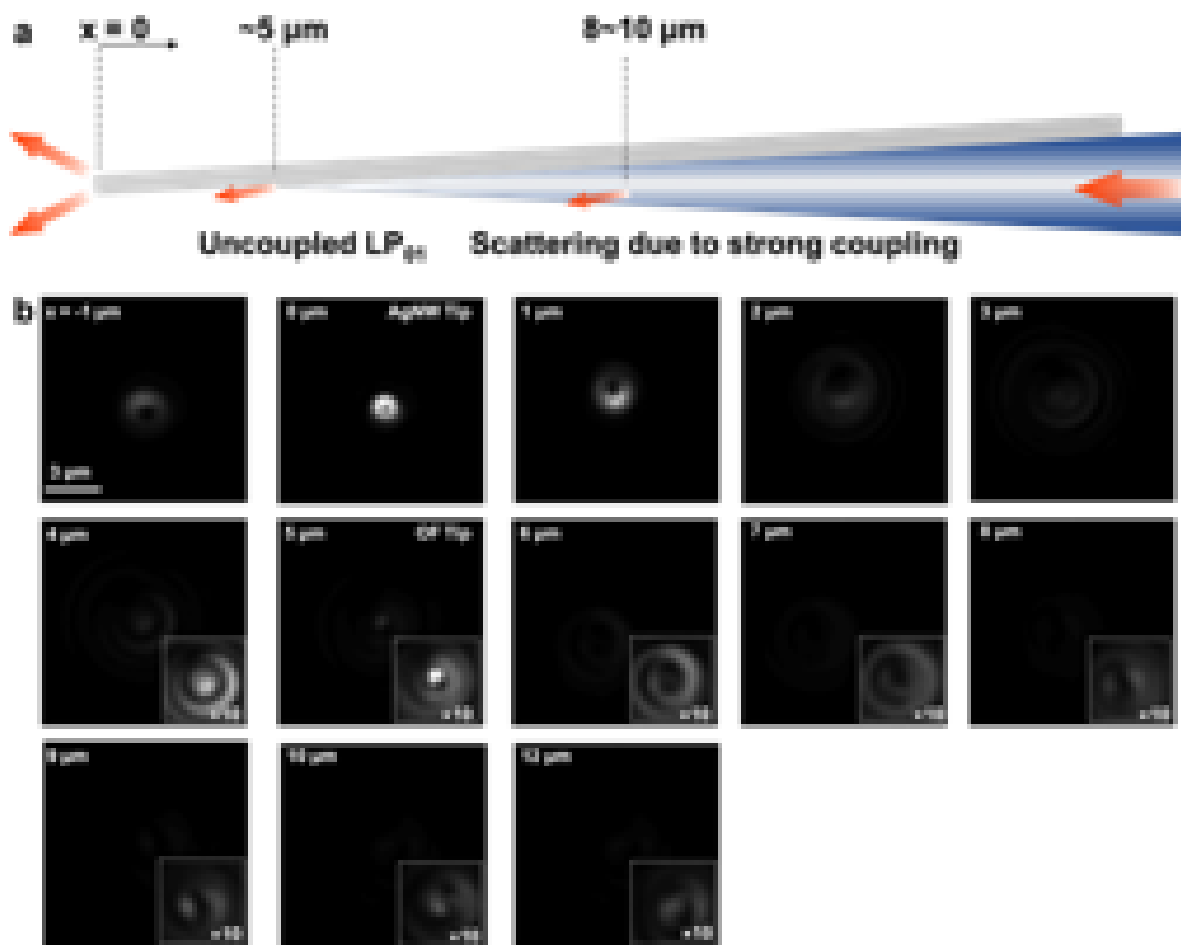 a x = 0 ~5 µm 8~10 µm
Uncoupled LP₀₁ Scattering due to strong coupling
b x = -1 µm 0 µm AgNW Tip 1 µm 2 µm 3 µm
3 µm
4 µm 5 µm OF Tip 6 µm 7 µm 8 µm
×10 ×10 ×10 ×10 ×10
9 µm 10 µm 12 µm
×10 ×10 ×10